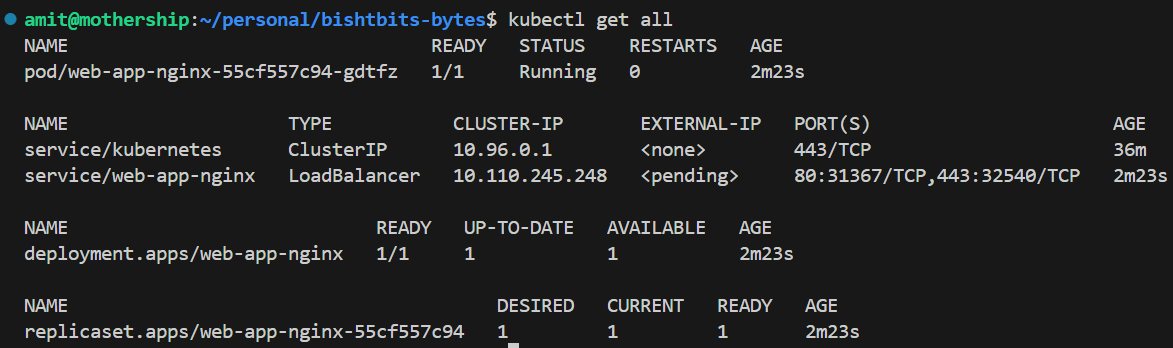 amit@mothership:~/personal/bishtbits-bytes$ kubectl get all
NAME READY STATUS RESTARTS AGE
pod/web-app-nginx-55cf557c94-gdtfz 1/1 Running 0 2m23s
NAME TYPE CLUSTER-IP EXTERNAL-IP PORT(S) AGE
service/kubernetes ClusterIP 10.96.0.1 <none> 443/TCP 36m
service/web-app-nginx LoadBalancer 10.110.245.248 <pending> 80:31367/TCP,443:32540/TCP 2m23s
NAME READY UP-TO-DATE AVAILABLE AGE
deployment.apps/web-app-nginx 1/1 1 1 2m23s
NAME DESIRED CURRENT READY AGE
replicaset.apps/web-app-nginx-55cf557c94 1 1 1 2m23s